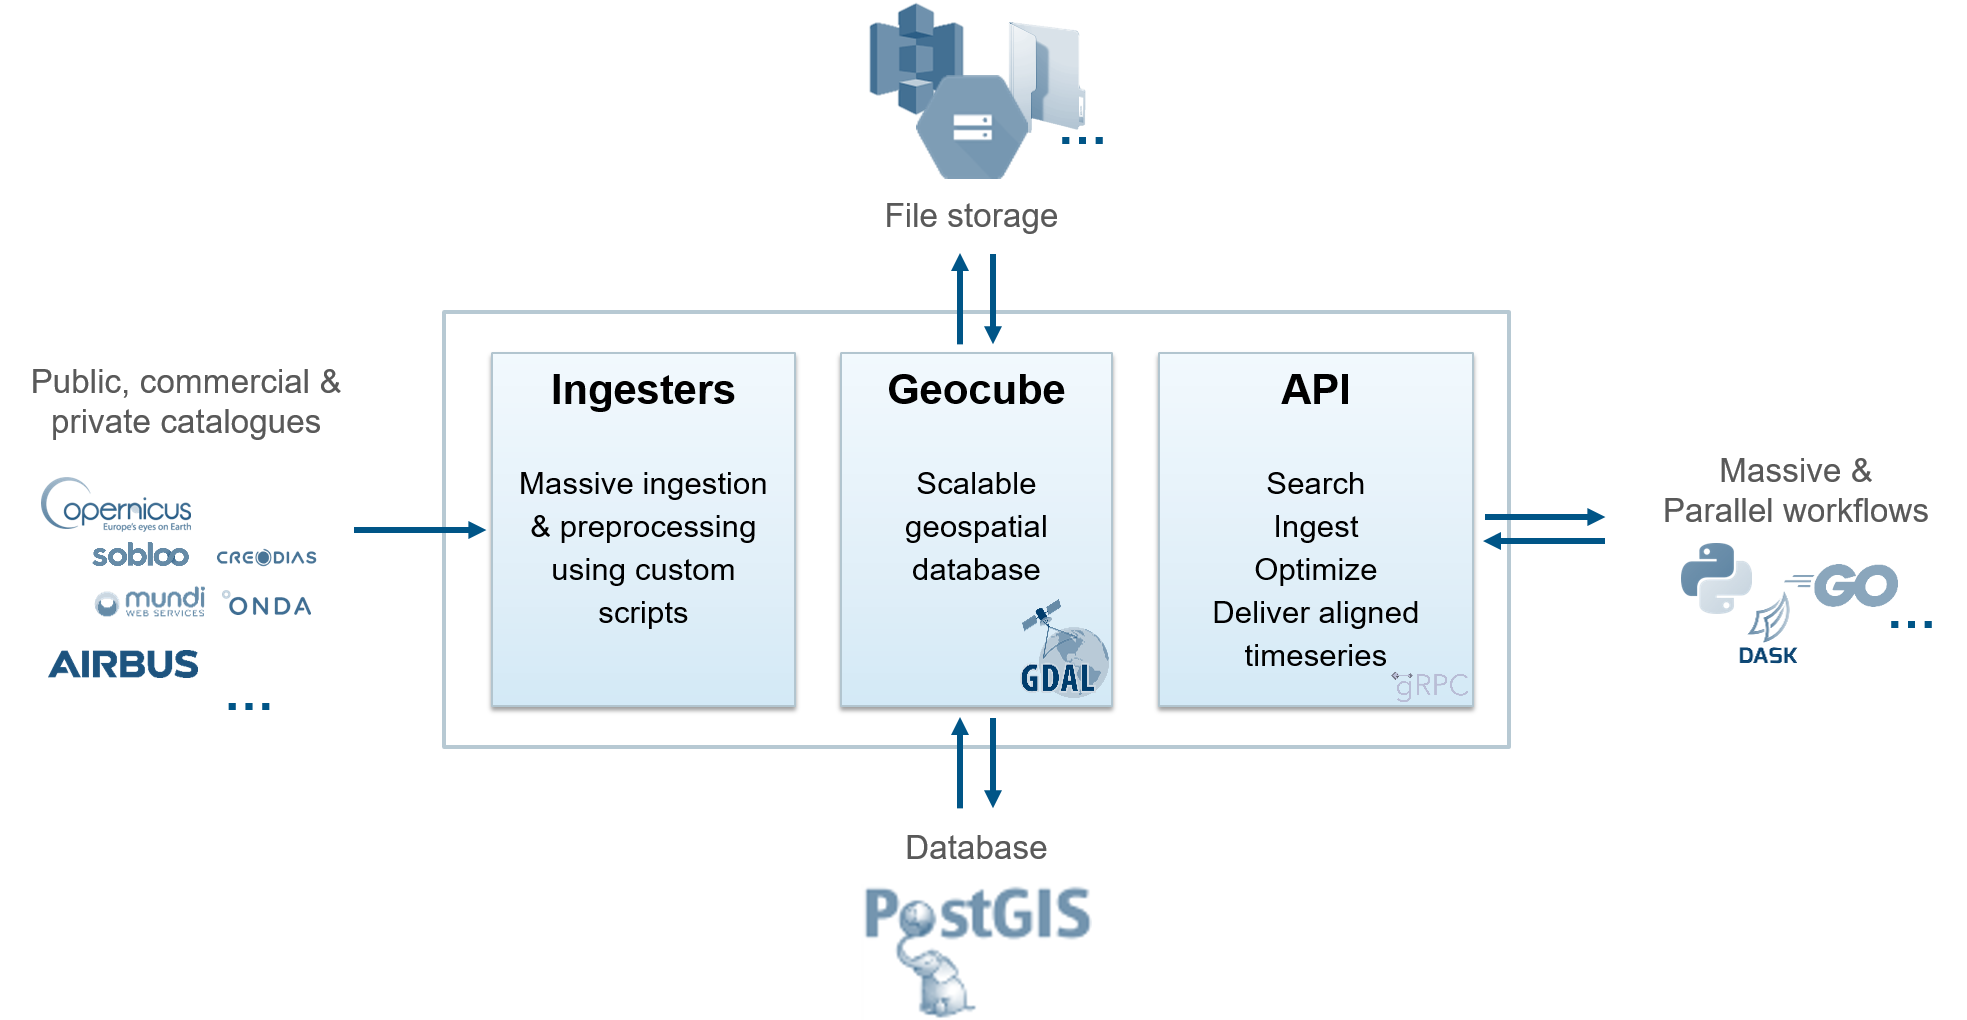 ...
File storage
Public, commercial &
private catalogues
Copernicus
Europe's eyes on Earth
sobloo
CREODIAS
mundi
WEB SERVICES
ONDA
AIRBUS
...
Ingesters
Massive ingestion
& preprocessing
using custom
scripts
Geocube
Scalable
geospatial
database
GDAL
API
Search
Ingest
Optimize
Deliver aligned
timeseries
gRPC
Massive &
Parallel workflows
GO
DASK
...
Database
PostGIS